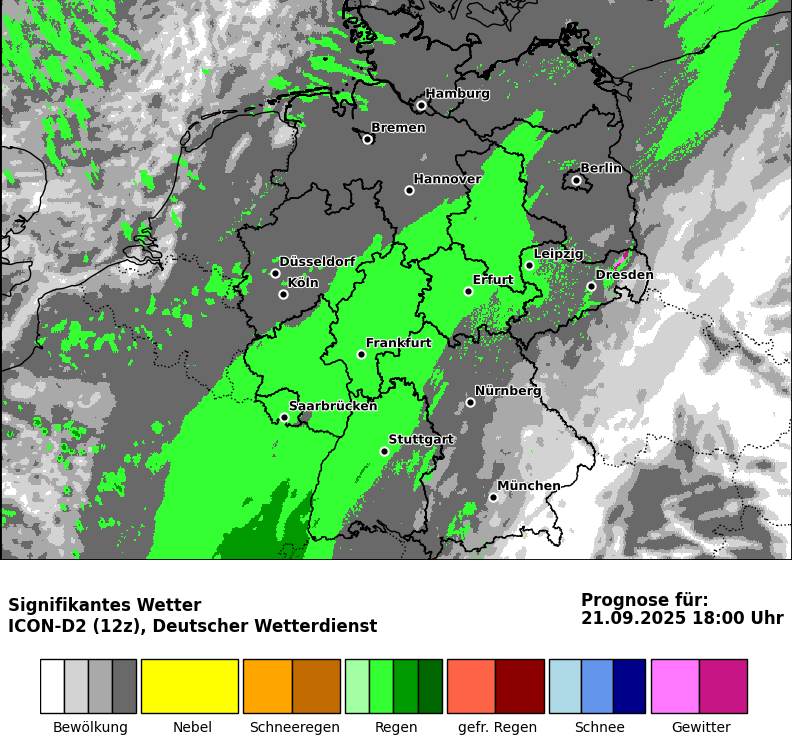 Hamburg
Bremen
Berlin
Hannover
Leipzig
Düsseldorf
Dresden
Köln
Erfurt
Frankfurt
Nürnberg
Saarbrücken
Stuttgart
München
Signifikantes Wetter
ICON-D2 (12z), Deutscher Wetterdienst
Prognose für:
21.09.2025 18:00 Uhr
Bewölkung Nebel Schneeregen Regen gefr. Regen Schnee Gewitter